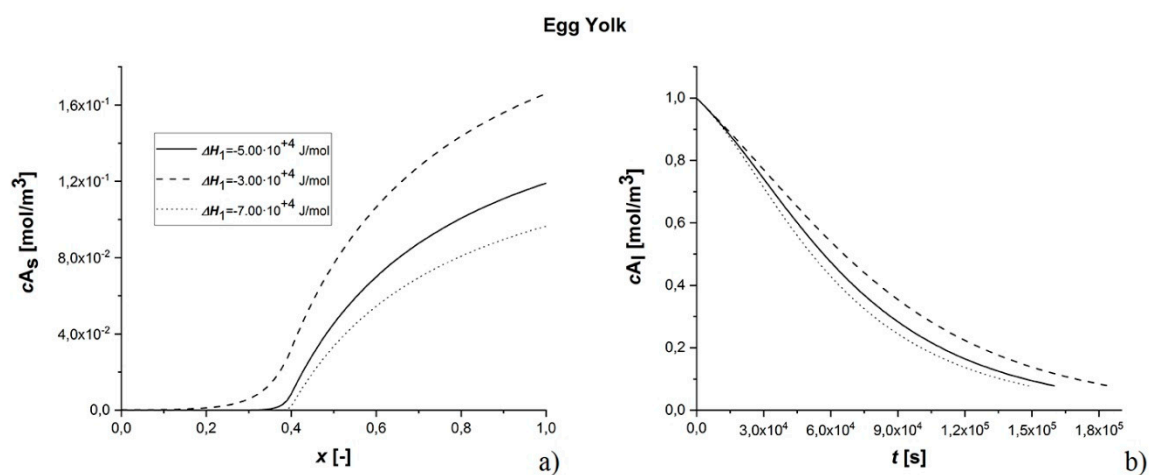 Egg Yolk
cA_s [mol/m³]
1,6x10⁻¹
1,2x10⁻¹
8,0x10⁻²
4,0x10⁻²
0,0
ΔH₁=-5.00·10⁺⁴ J/mol
ΔH₁=-3.00·10⁺⁴ J/mol
ΔH₁=-7.00·10⁺⁴ J/mol
0,0 0,2 0,4 0,6 0,8 1,0
x [-]
a)
cA_l [mol/m³]
1,0
0,8
0,6
0,4
0,2
0,0
0 3,0x10⁴ 6,0x10⁴ 9,0x10⁴ 1,2x10⁵ 1,5x10⁵ 1,8x10⁵
t [s]
b)